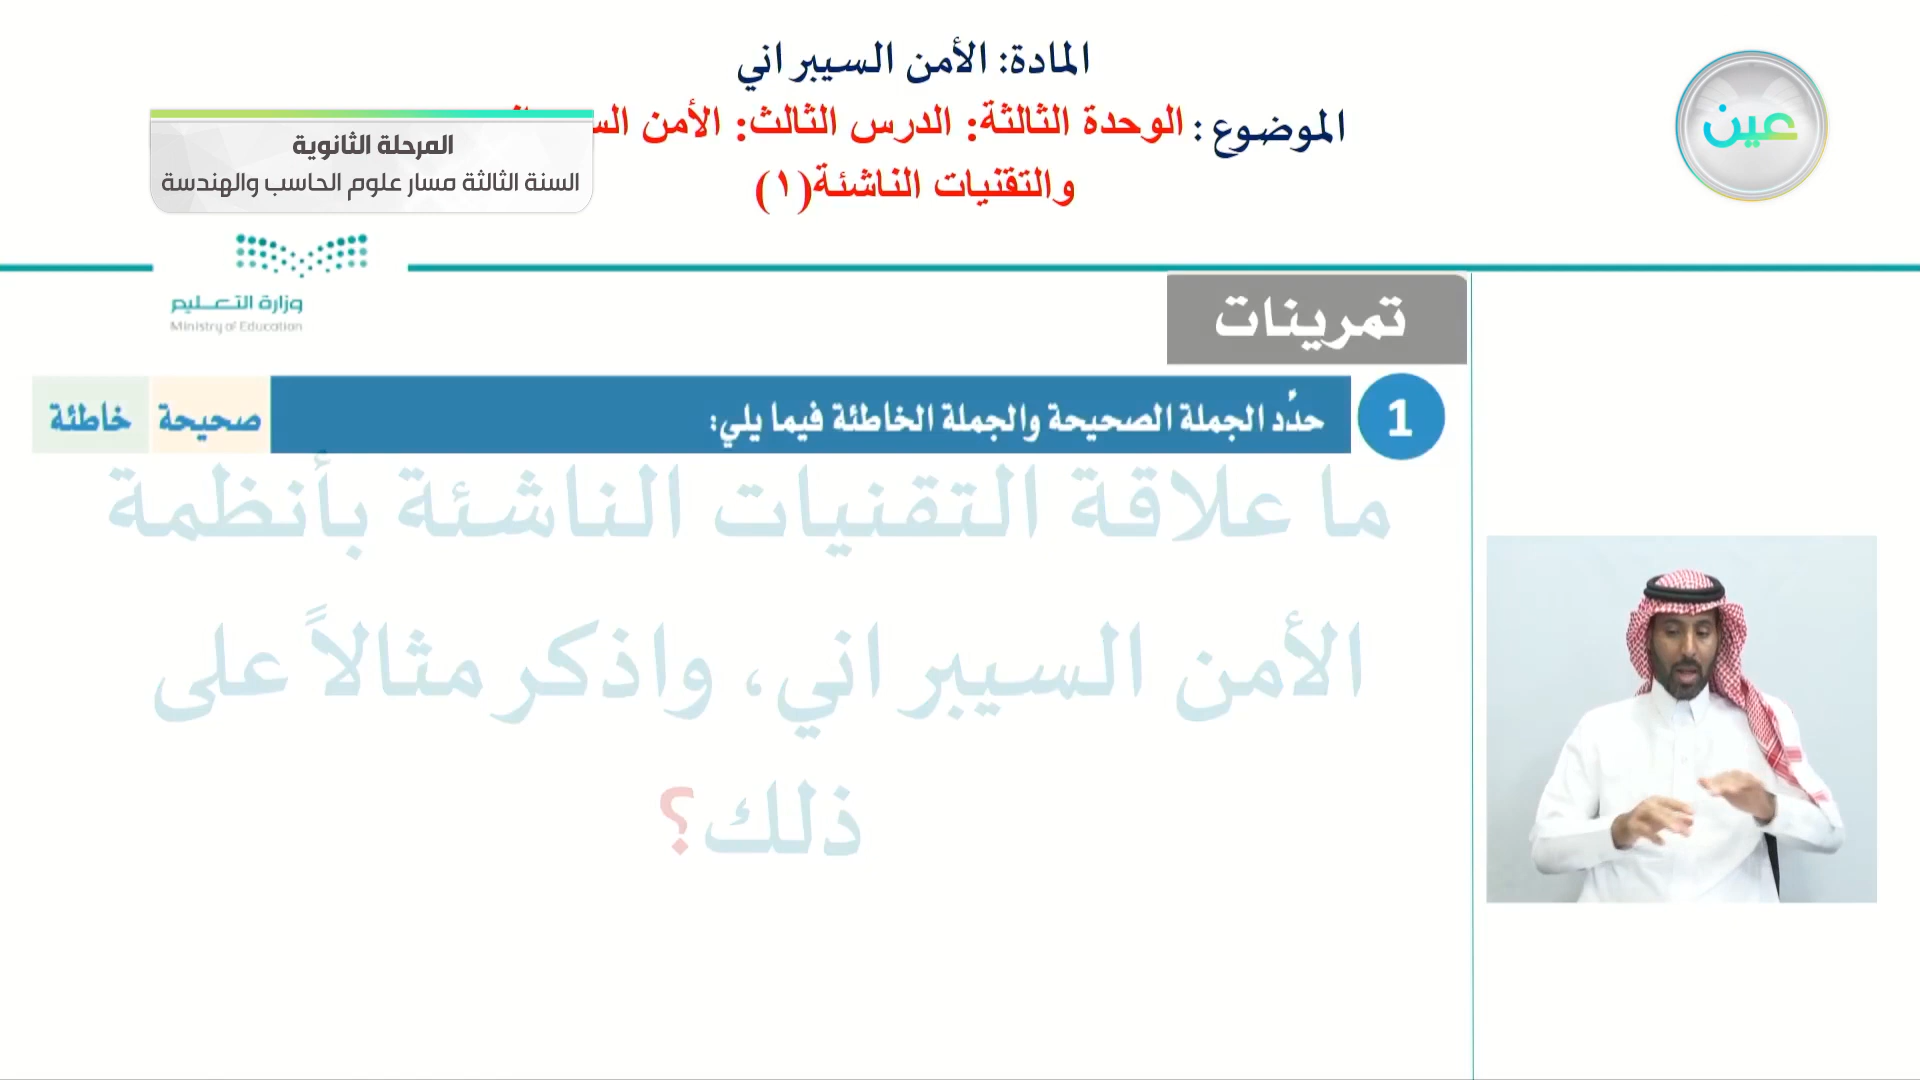 المادة: الأمن السيبراني
الموضوع: الوحدة الثالثة: الدرس الثالث: الأمن
والتقنيات الناشئة(١)
المرحلة الثانوية
السنة الثالثة مسار علوم الحاسب والهندسة
عين
وزارة التعليم
Ministry of Education
تمرينات
1 حدِّد الجملة الصحيحة والجملة الخاطئة فيما يلي: صحيحة خاطئة
ما علاقة التقنيات الناشئة بأنظمة
الأمن السيبراني، واذكر مثالاً على
ذلك؟